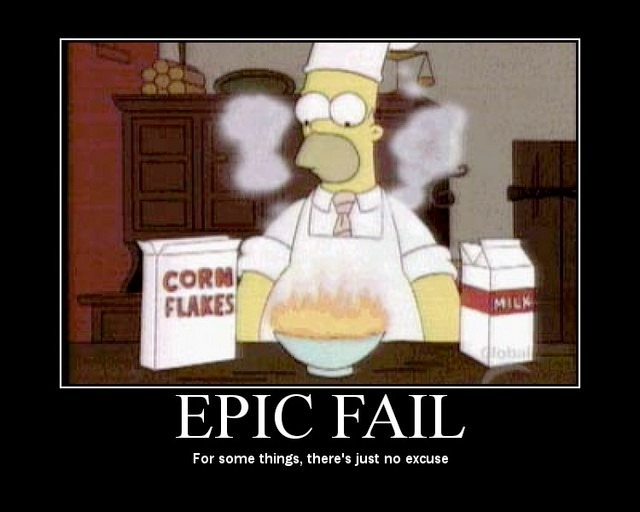 CORN
FLAKES
MILK
Global
EPIC FAIL
For some things, there's just no excuse